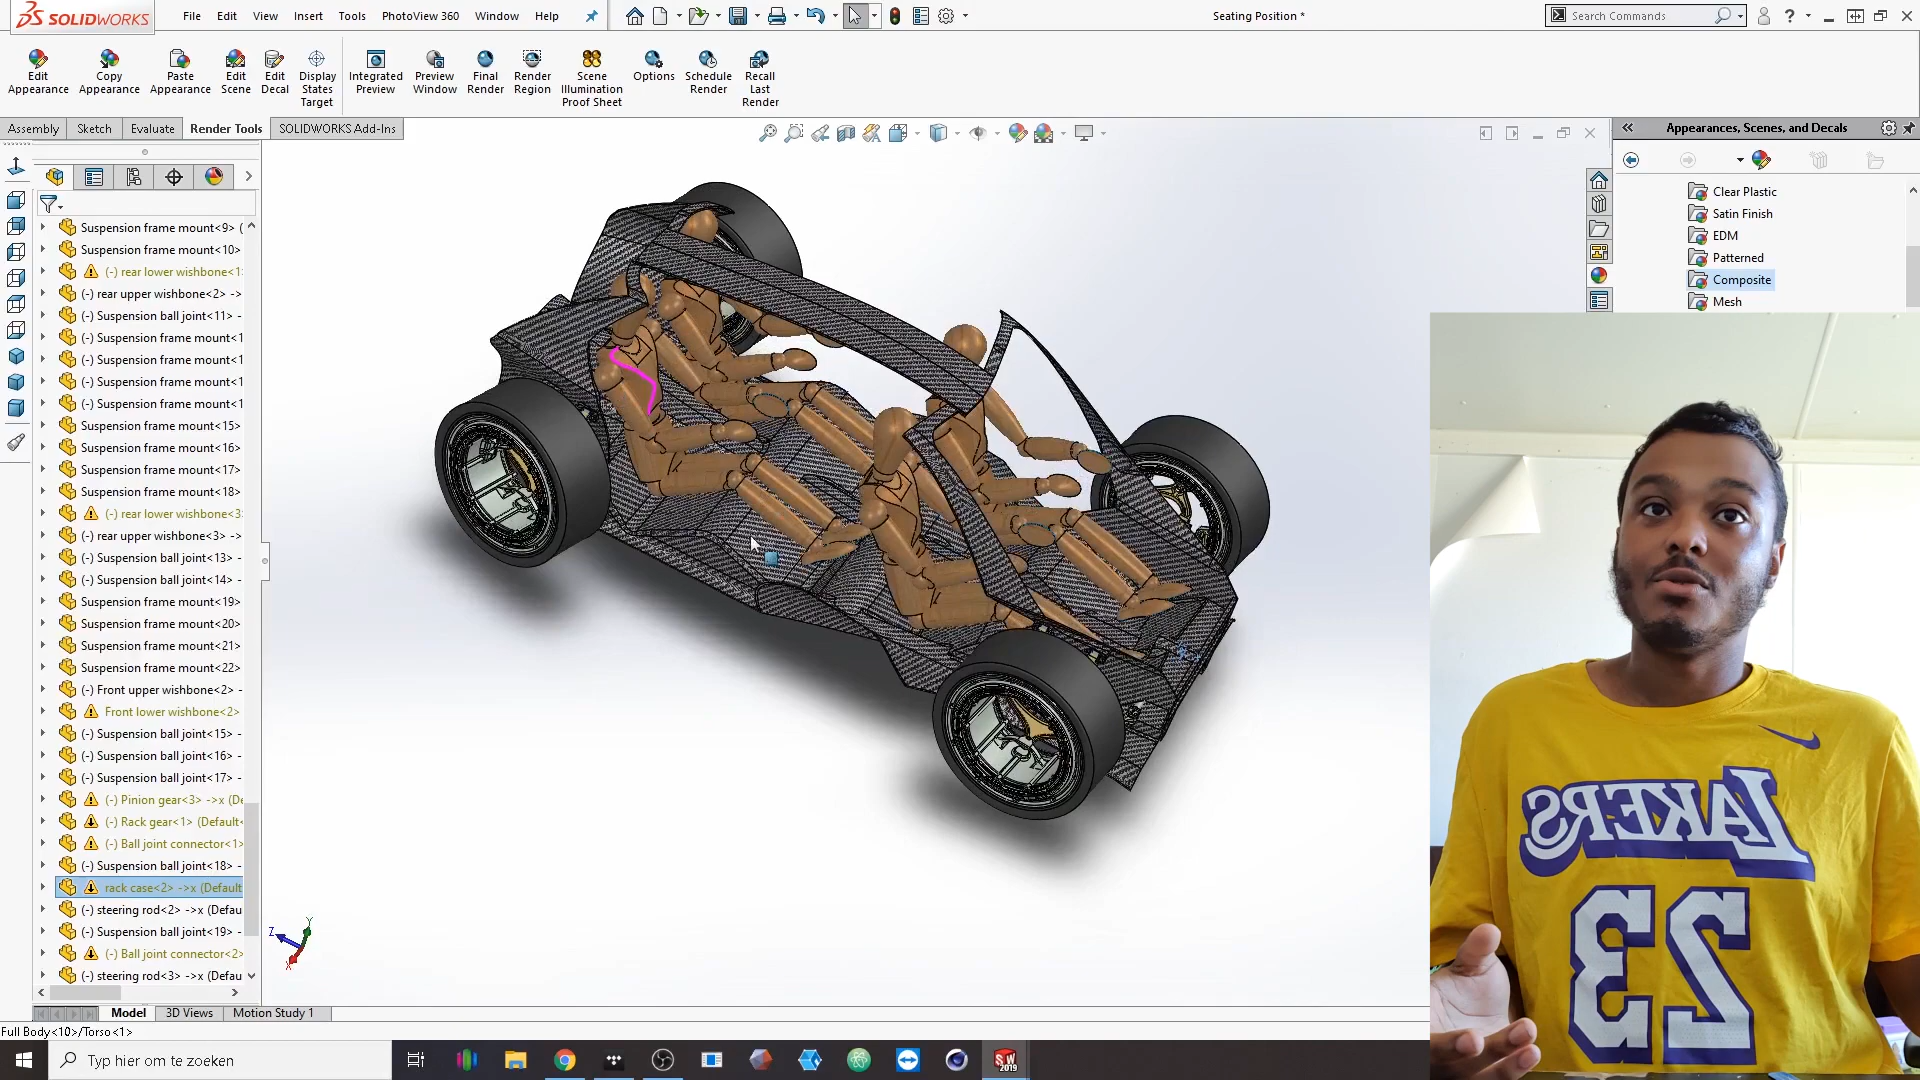 SOLIDWORKS
File Edit View Insert Tools PhotoView 360 Window Help
Seating Position *
Search Commands
Edit Appearance
Copy Appearance
Paste Appearance
Edit Scene
Edit Decal
Display States Target
Integrated Preview
Preview Window
Final Render
Render Region
Scene Illumination Proof Sheet
Options
Schedule Render
Recall Last Render
Assembly Sketch Evaluate Render Tools SOLIDWORKS Add-Ins
Appearances, Scenes, and Decals
Clear Plastic
Satin Finish
EDM
Patterned
Composite
Mesh
Suspension frame mount<9> (
Suspension frame mount<10>
(-) rear lower wishbone<1
(-) rear upper wishbone<2> ->
(-) Suspension ball joint<11> -
Suspension frame mount<1
Suspension frame mount<1
Suspension frame mount<1
Suspension frame mount<1
Suspension frame mount<15>
Suspension frame mount<16>
Suspension frame mount<17>
Suspension frame mount<18>
(-) rear lower wishbone<3
(-) rear upper wishbone<3> ->
(-) Suspension ball joint<13> -
(-) Suspension ball joint<14> -
Suspension frame mount<19>
Suspension frame mount<20>
Suspension frame mount<21>
Suspension frame mount<22>
(-) Front upper wishbone<2> -
Front lower wishbone<2>
(-) Suspension ball joint<15> -
(-) Suspension ball joint<16> -
(-) Suspension ball joint<17> -
(-) Pinion gear<3> ->x (De
(-) Rack gear<1> (Default<
(-) Ball joint connector<1>
(-) Suspension ball joint<18> -
rack case<2> ->x (Default
(-) steering rod<2> ->x (Defau
(-) Suspension ball joint<19> -
(-) Ball joint connector<2>
(-) steering rod<3> ->x (Defau
Y
Z
X
LAKERS
23
Model 3D Views Motion Study 1
Full Body<10>/Torso<1>
Typ hier om te zoeken
SW 2019